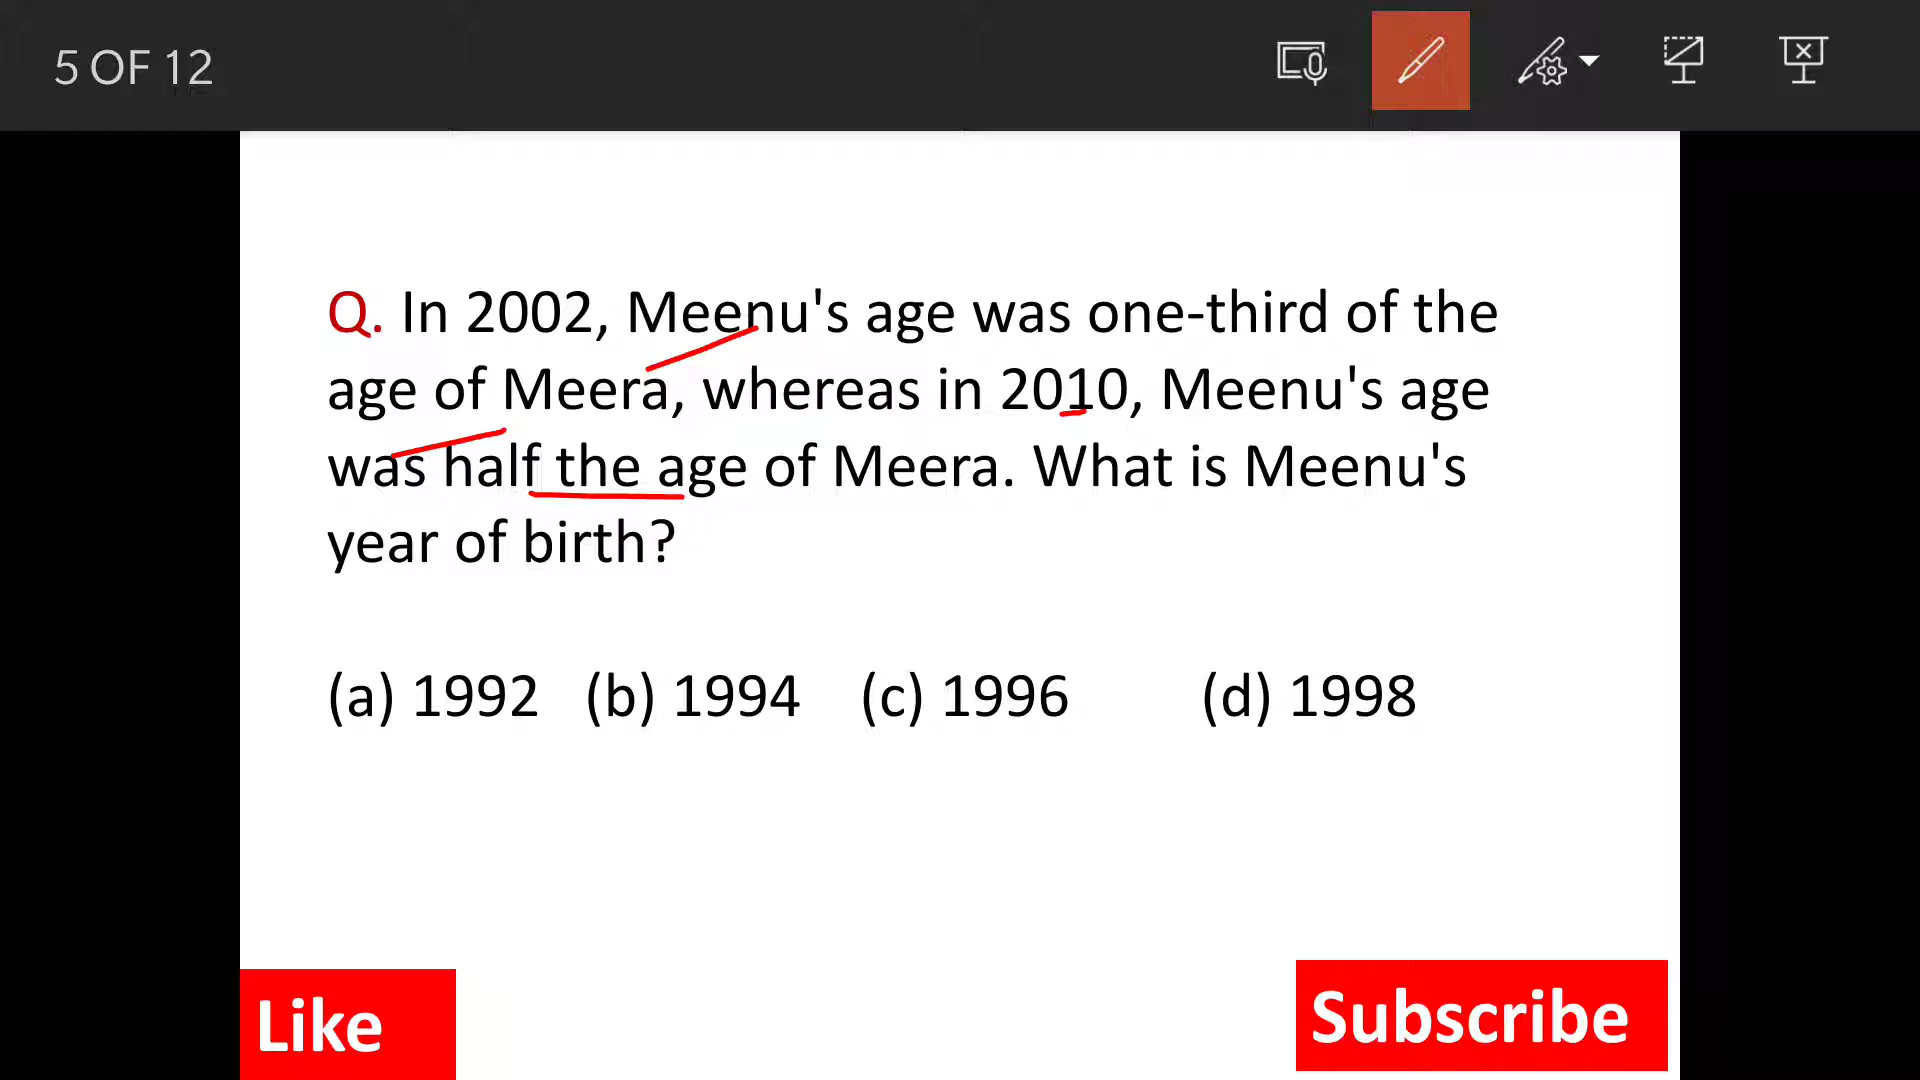 5 OF 12
Q. In 2002, Meenu's age was one-third of the
age of Meera, whereas in 2010, Meenu's age
was half the age of Meera. What is Meenu's
year of birth?
(a) 1992 (b) 1994 (c) 1996 (d) 1998
Like
Subscribe